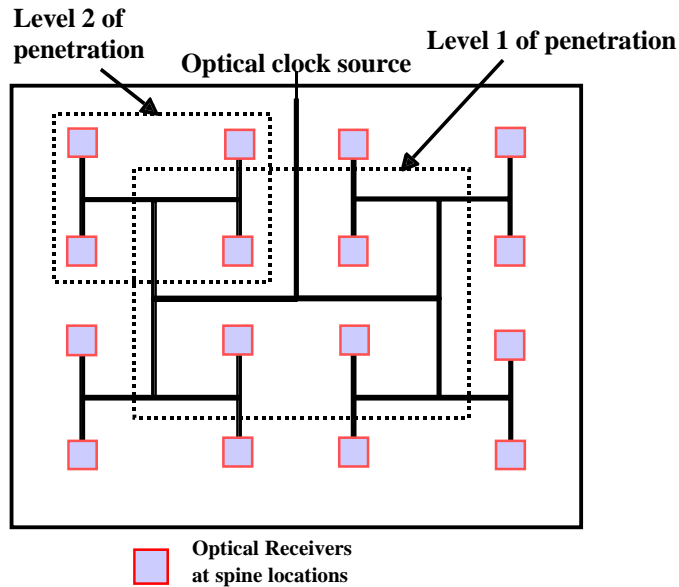 Level 2 of
penetration
Level 1 of penetration
Optical clock source
Optical Receivers
at spine locations